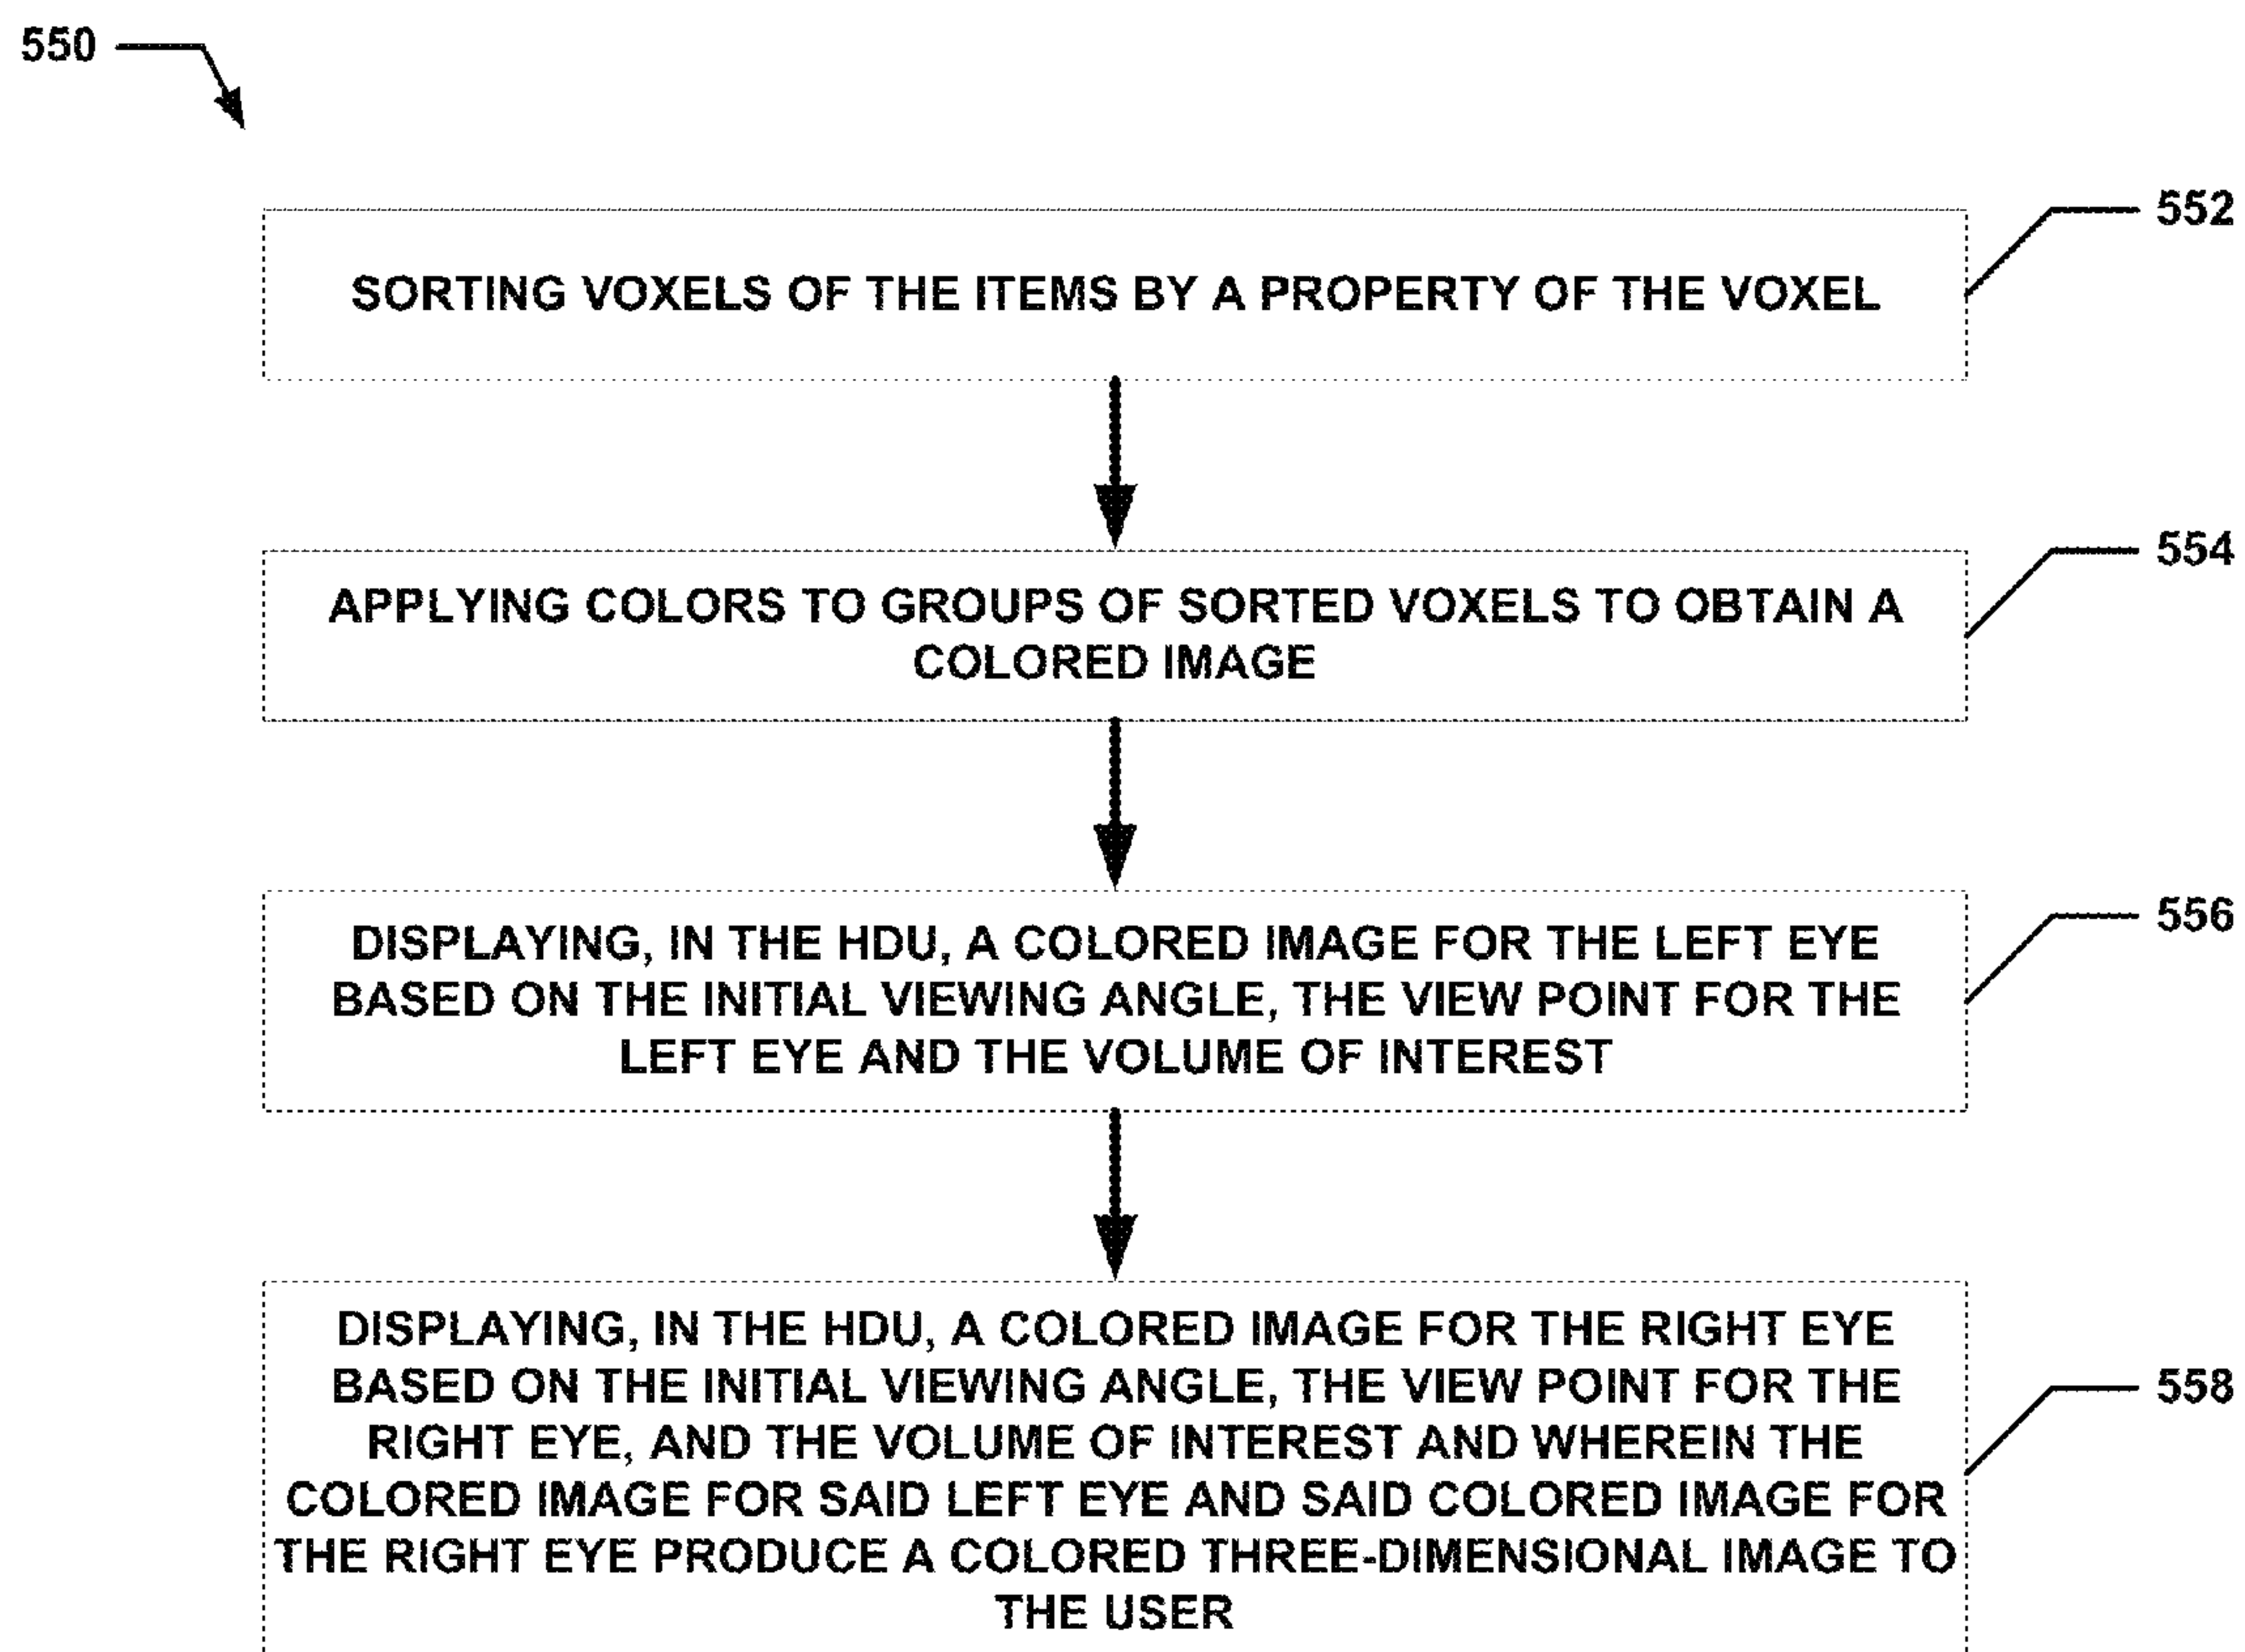 550
552
SORTING VOXELS OF THE ITEMS BY A PROPERTY OF THE VOXEL
554
APPLYING COLORS TO GROUPS OF SORTED VOXELS TO OBTAIN A
COLORED IMAGE
556
DISPLAYING, IN THE HDU, A COLORED IMAGE FOR THE LEFT EYE
BASED ON THE INITIAL VIEWING ANGLE, THE VIEW POINT FOR THE
LEFT EYE AND THE VOLUME OF INTEREST
558
DISPLAYING, IN THE HDU, A COLORED IMAGE FOR THE RIGHT EYE
BASED ON THE INITIAL VIEWING ANGLE, THE VIEW POINT FOR THE
RIGHT EYE, AND THE VOLUME OF INTEREST AND WHEREIN THE
COLORED IMAGE FOR SAID LEFT EYE AND SAID COLORED IMAGE FOR
THE RIGHT EYE PRODUCE A COLORED THREE-DIMENSIONAL IMAGE TO
THE USER